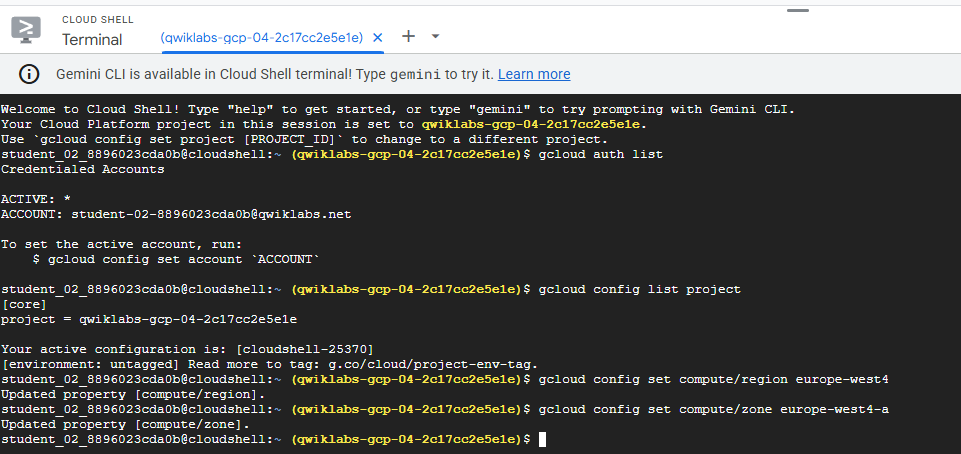 CLOUD SHELL
Terminal
(qwiklabs-gcp-04-2c17cc2e5e1e) × + ▾
Gemini CLI is available in Cloud Shell terminal! Type gemini to try it. Learn more
Welcome to Cloud Shell! Type "help" to get started, or type "gemini" to try prompting with Gemini CLI.
Your Cloud Platform project in this session is set to qwiklabs-gcp-04-2c17cc2e5e1e.
Use `gcloud config set project [PROJECT_ID]` to change to a different project.
student_02_8896023cda0b@cloudshell:~ (qwiklabs-gcp-04-2c17cc2e5e1e)$ gcloud auth list
Credentialed Accounts

ACTIVE: *
ACCOUNT: student-02-8896023cda0b@qwiklabs.net

To set the active account, run:
    $ gcloud config set account `ACCOUNT`

student_02_8896023cda0b@cloudshell:~ (qwiklabs-gcp-04-2c17cc2e5e1e)$ gcloud config list project
[core]
project = qwiklabs-gcp-04-2c17cc2e5e1e

Your active configuration is: [cloudshell-25370]
[environment: untagged] Read more to tag: g.co/cloud/project-env-tag.
student_02_8896023cda0b@cloudshell:~ (qwiklabs-gcp-04-2c17cc2e5e1e)$ gcloud config set compute/region europe-west4
Updated property [compute/region].
student_02_8896023cda0b@cloudshell:~ (qwiklabs-gcp-04-2c17cc2e5e1e)$ gcloud config set compute/zone europe-west4-a
Updated property [compute/zone].
student_02_8896023cda0b@cloudshell:~ (qwiklabs-gcp-04-2c17cc2e5e1e)$